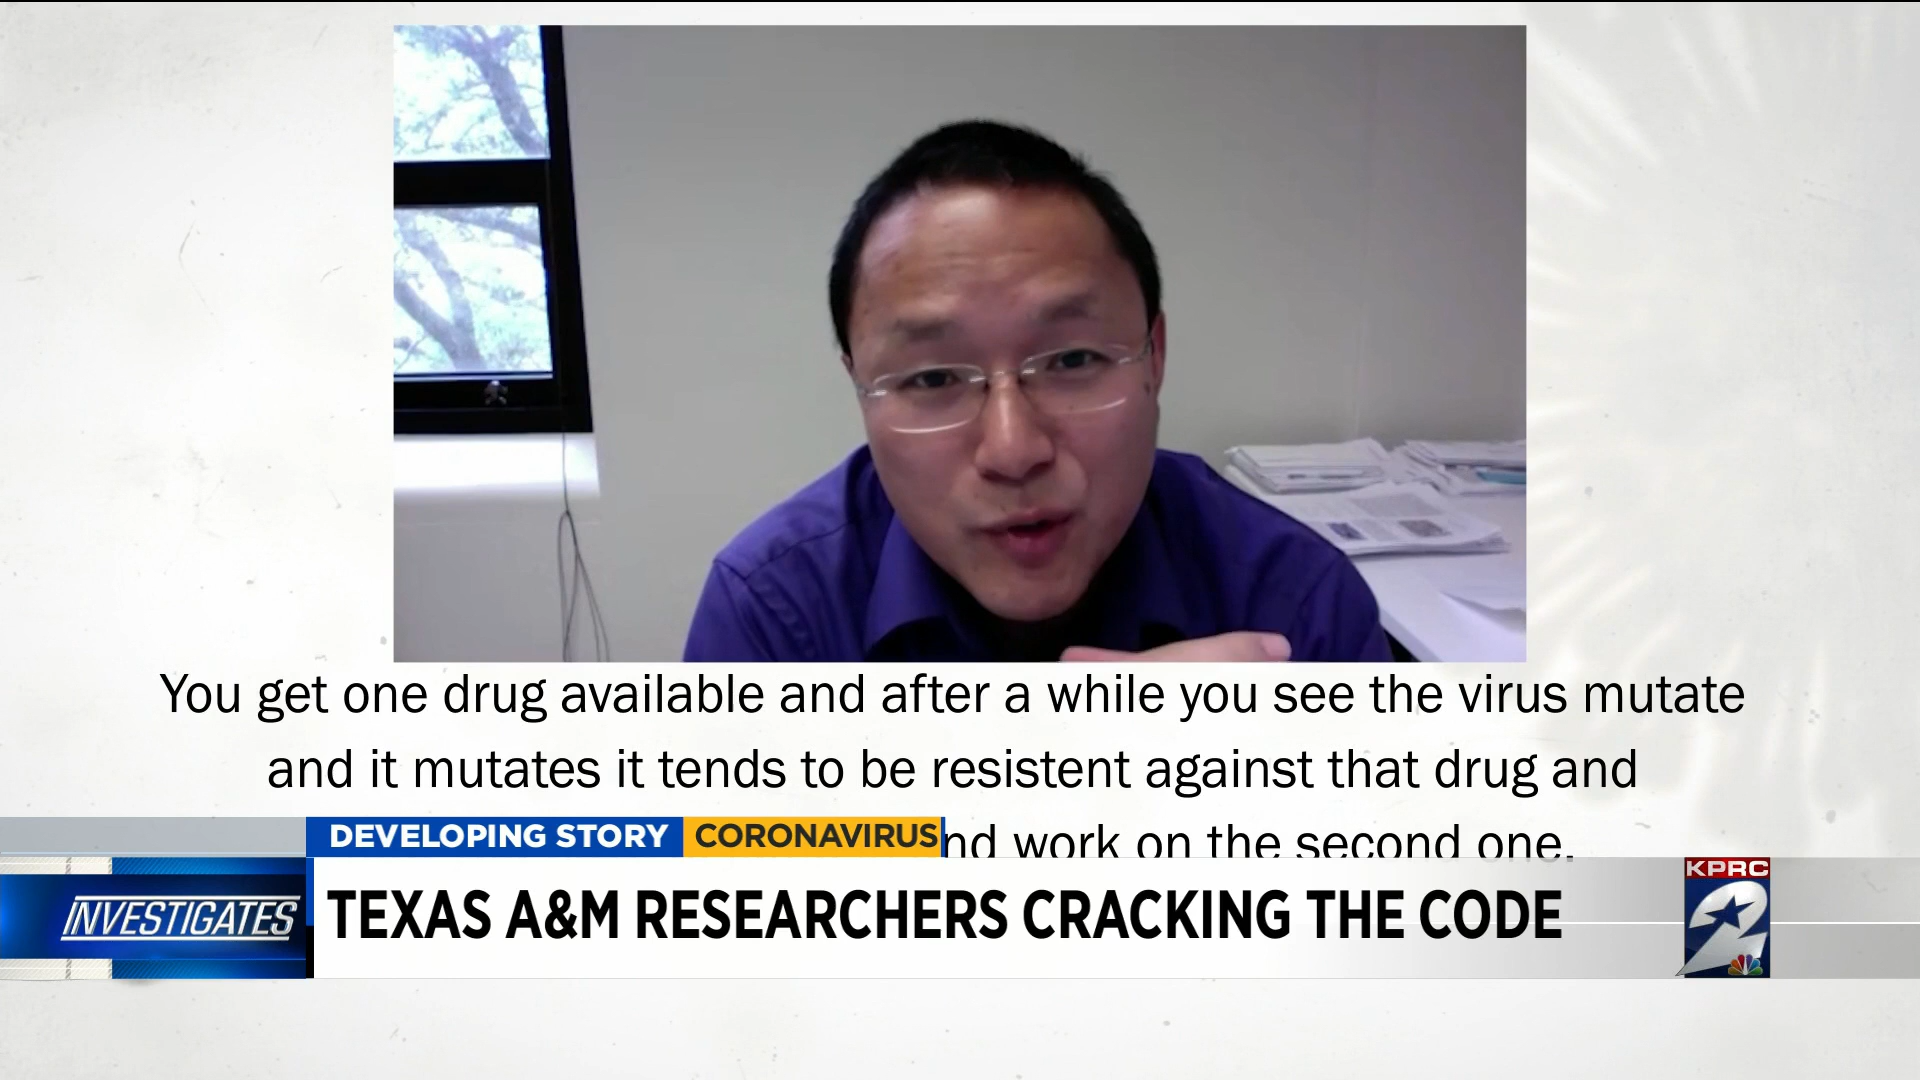 You get one drug available and after a while you see the virus mutate
and it mutates it tends to be resistent against that drug and
nd work on the second one.
DEVELOPING STORY CORONAVIRUS
INVESTIGATES
TEXAS A&M RESEARCHERS CRACKING THE CODE
KPRC
2